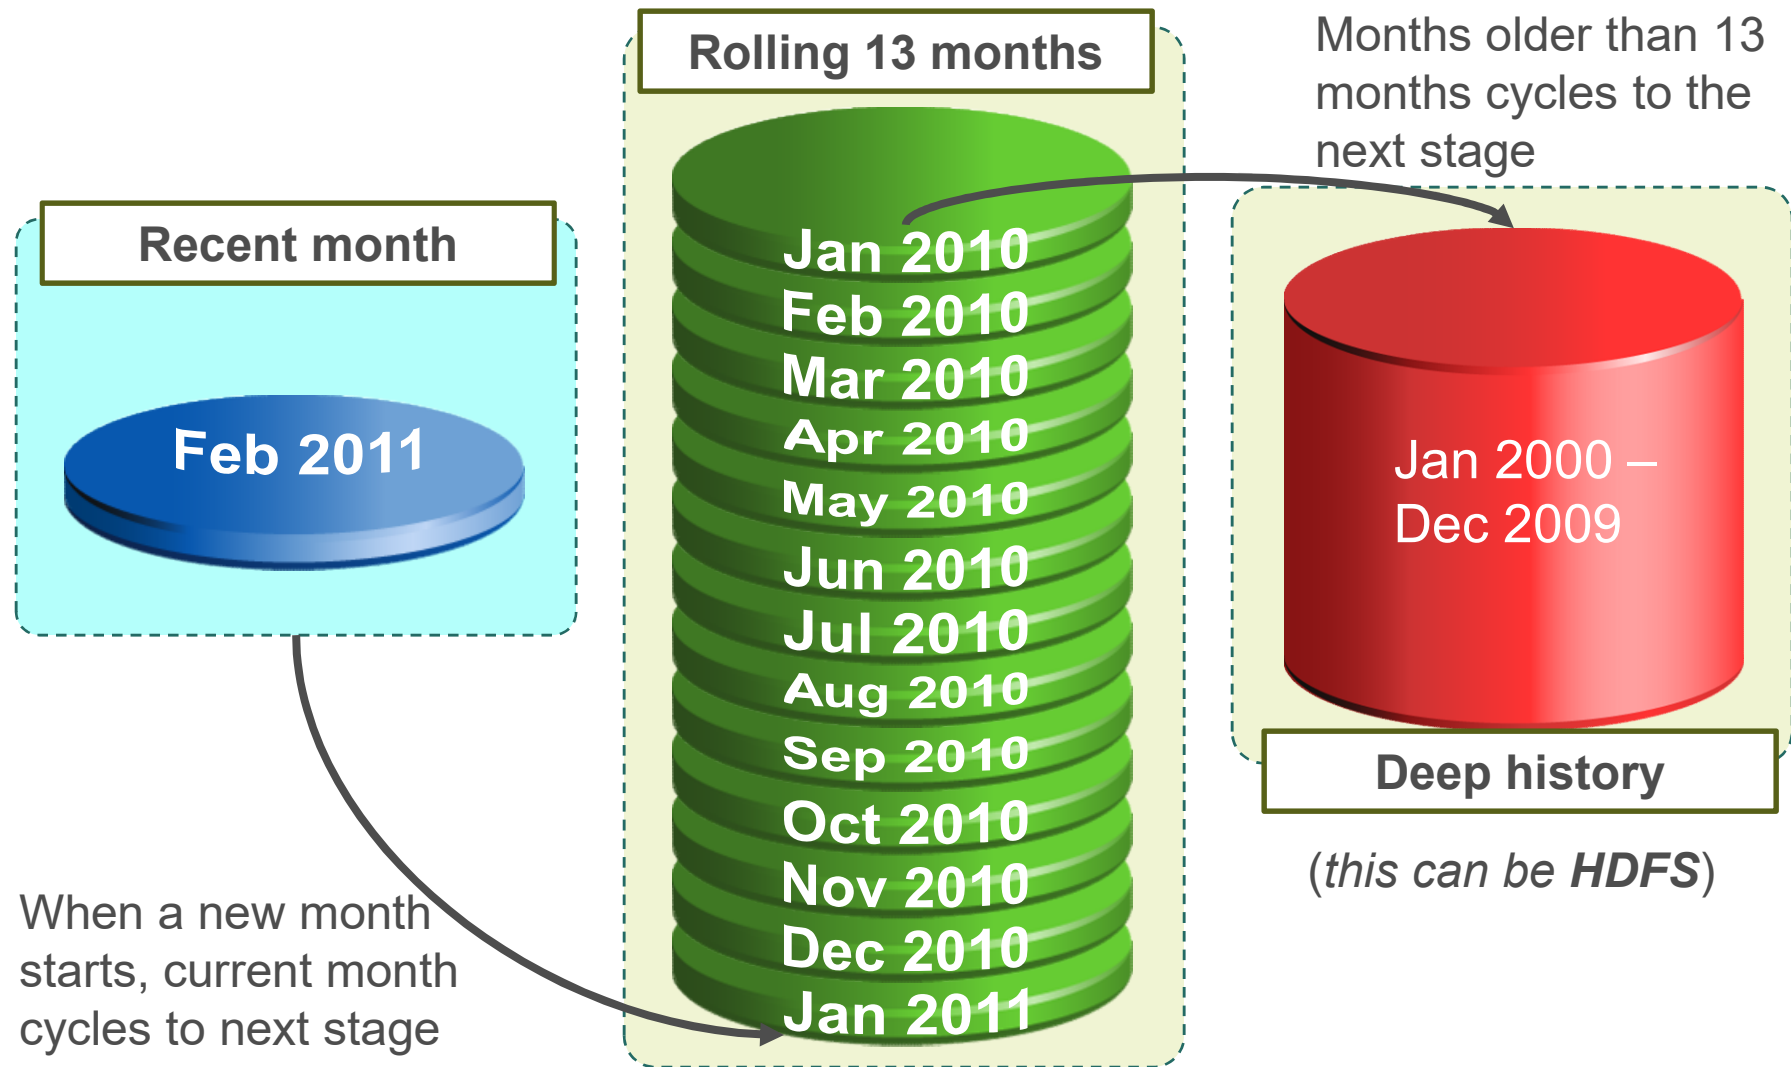 Recent month
Feb 2011
When a new month
starts, current month
cycles to next stage
Rolling 13 months
Jan 2010
Feb 2010
Mar 2010
Apr 2010
May 2010
Jun 2010
Jul 2010
Aug 2010
Sep 2010
Oct 2010
Nov 2010
Dec 2010
Jan 2011
Months older than 13
months cycles to the
next stage
Jan 2000 –
Dec 2009
Deep history
(this can be HDFS)